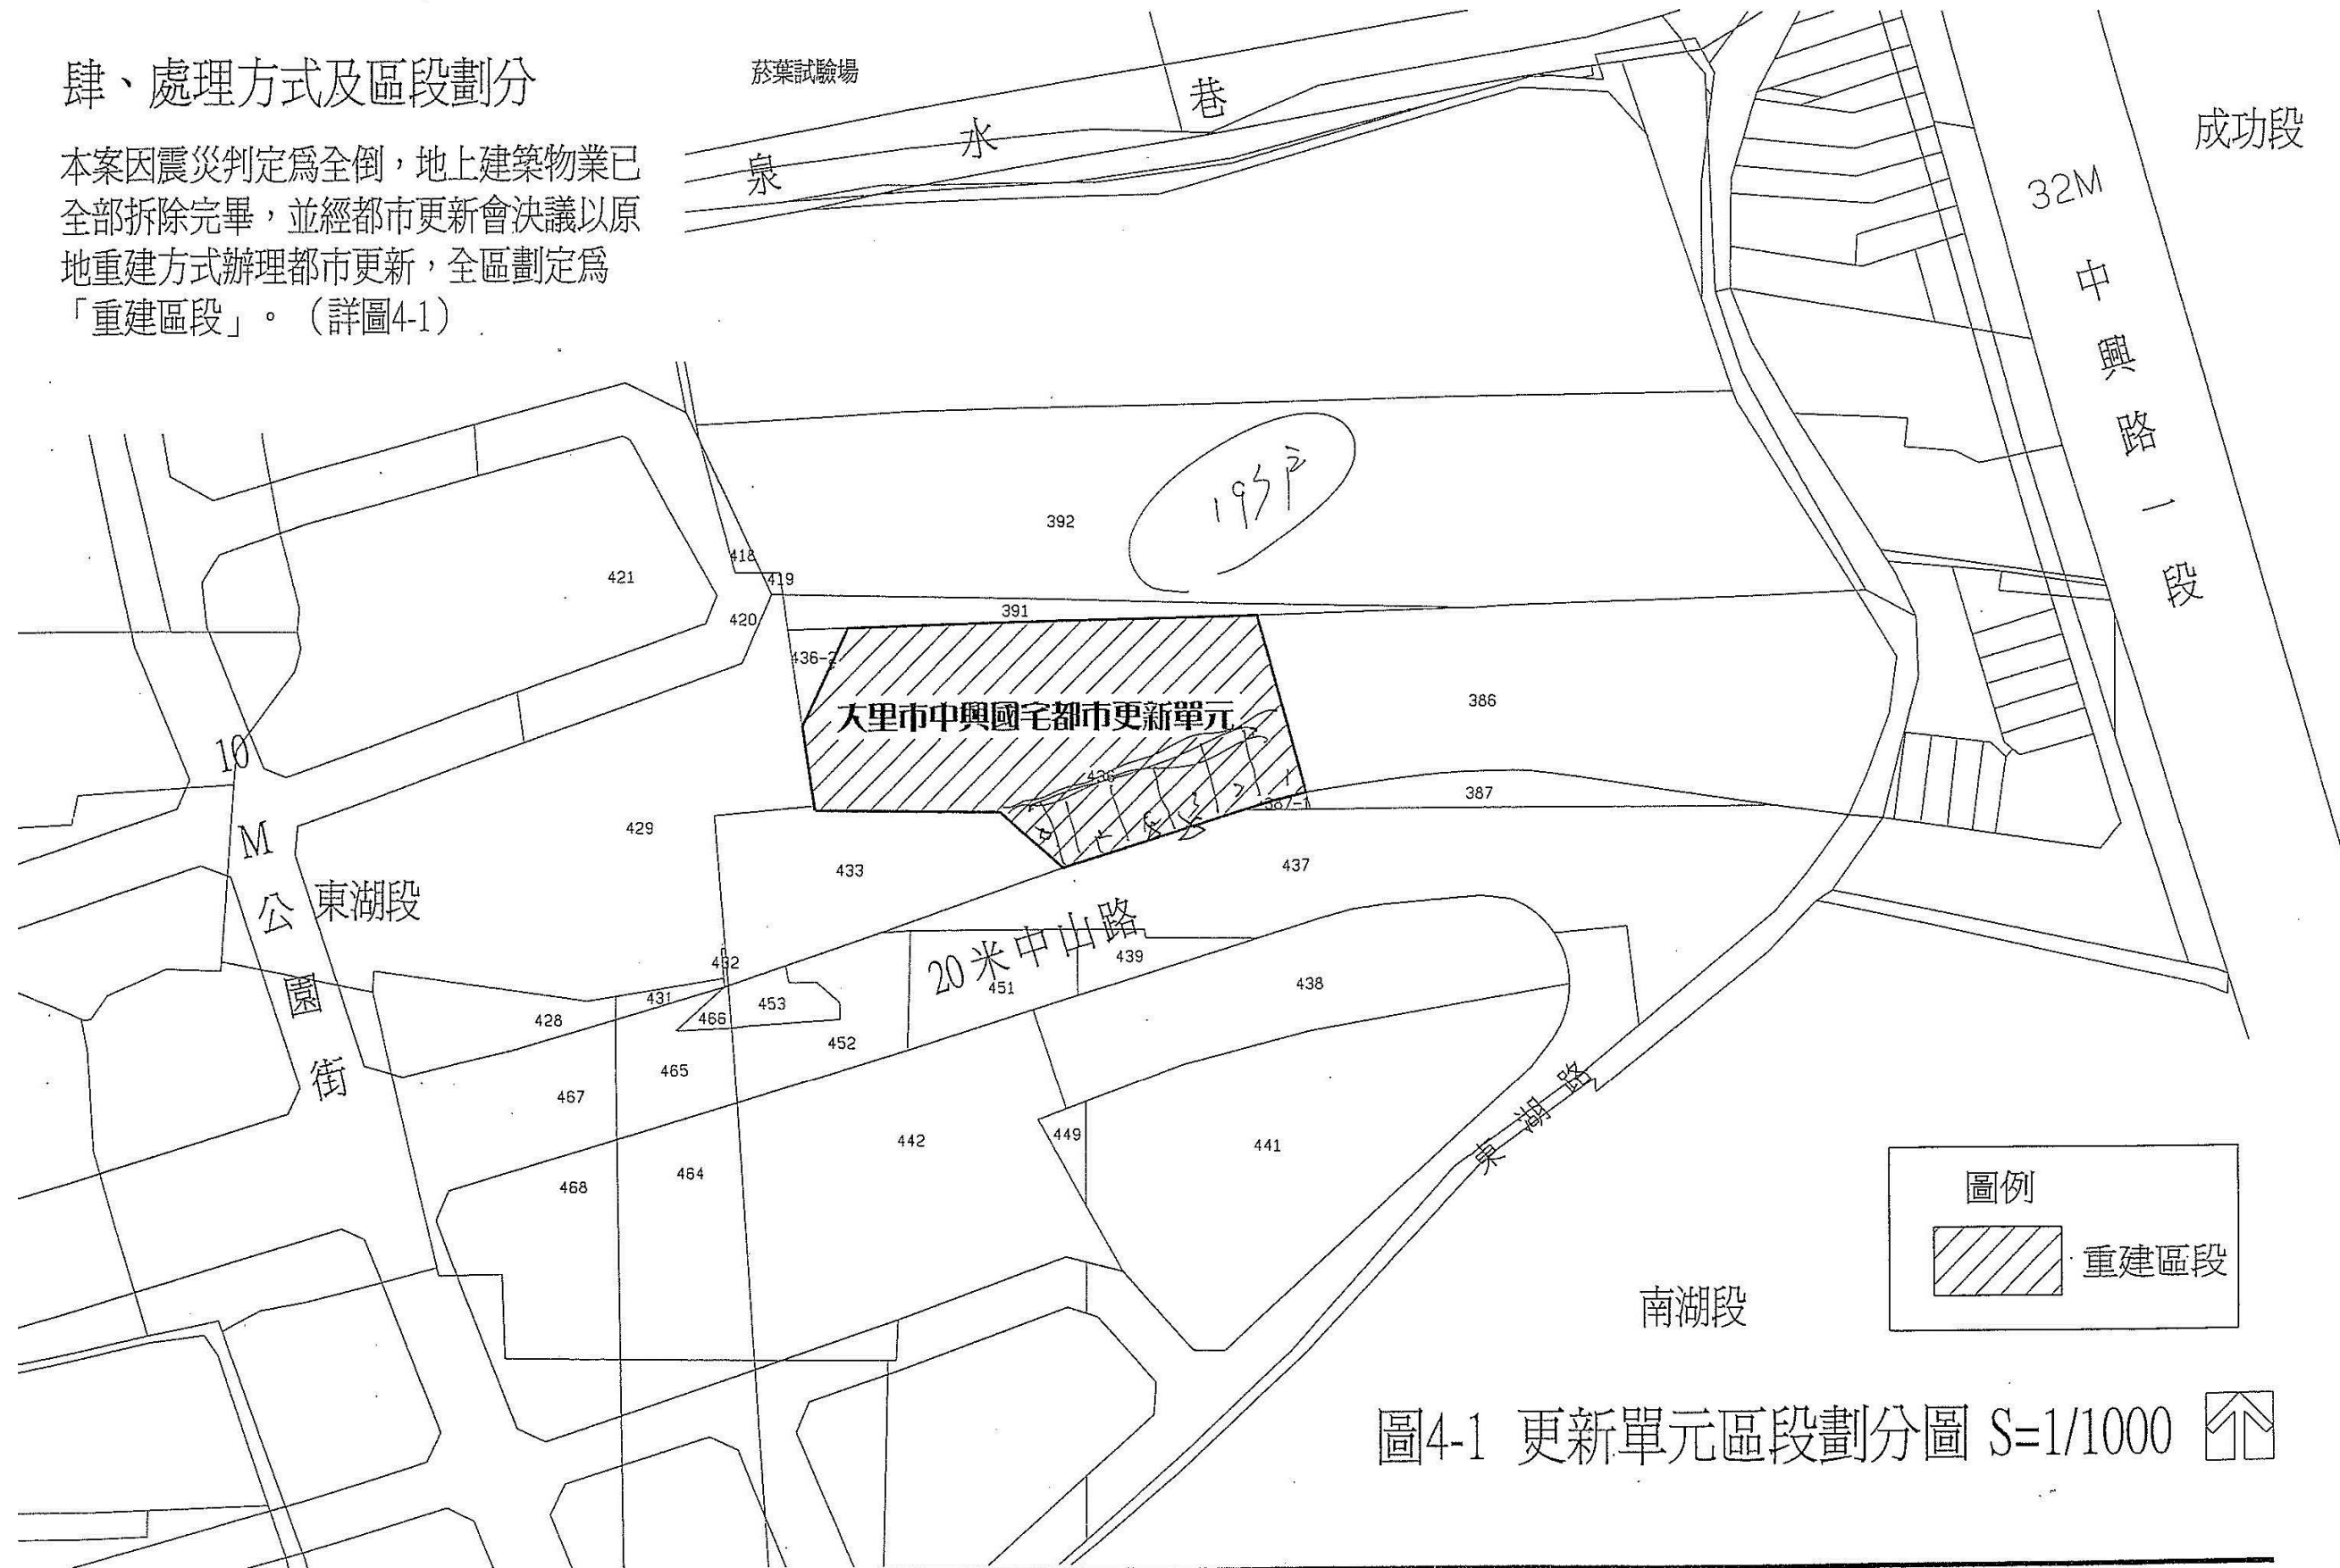 肆、處理方式及區段劃分
本案因震災判定爲全倒，地上建築物業已
全部拆除完畢，並經都市更新會決議以原
地重建方式辦理都市更新，全區劃定爲
「重建區段」。（詳圖4-1）
菸葉試驗場
泉水巷
成功段
32M
中興路一段
195戶
392
418
419
421
420
391
436-2
大里市中興國宅都市更新單元
386
436
387-1
387
429
433
437
10M公園街
東湖段
20米中山路
432
439
431
453
451
438
428
466
452
465
467
442
449
441
464
468
東湖路
圖例
重建區段
南湖段
圖4-1 更新單元區段劃分圖 S=1/1000